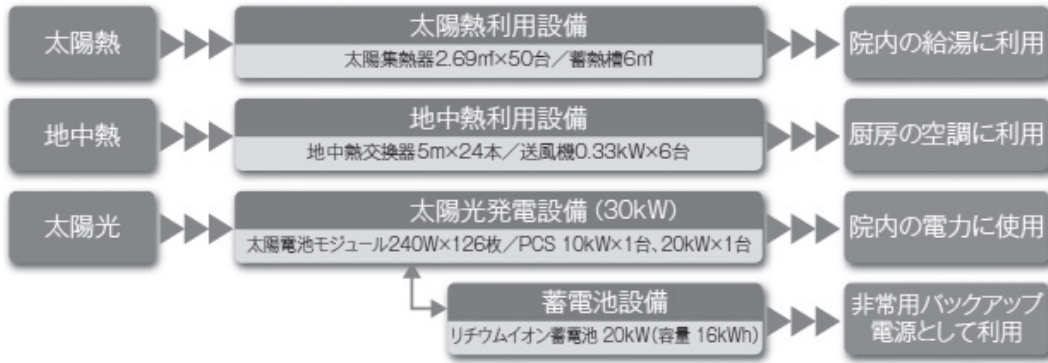 太陽熱
太陽熱利用設備
太陽集熱器2.69㎡×50台／蓄熱槽6㎥
院内の給湯に利用
地中熱
地中熱利用設備
地中熱交換器5m×24本／送風機0.33kW×6台
厨房の空調に利用
太陽光
太陽光発電設備(30kW)
太陽電池モジュール240W×126枚／PCS 10kW×1台、20kW×1台
院内の電力に使用
蓄電池設備
リチウムイオン蓄電池 20kW(容量 16kWh)
非常用バックアップ
電源として利用